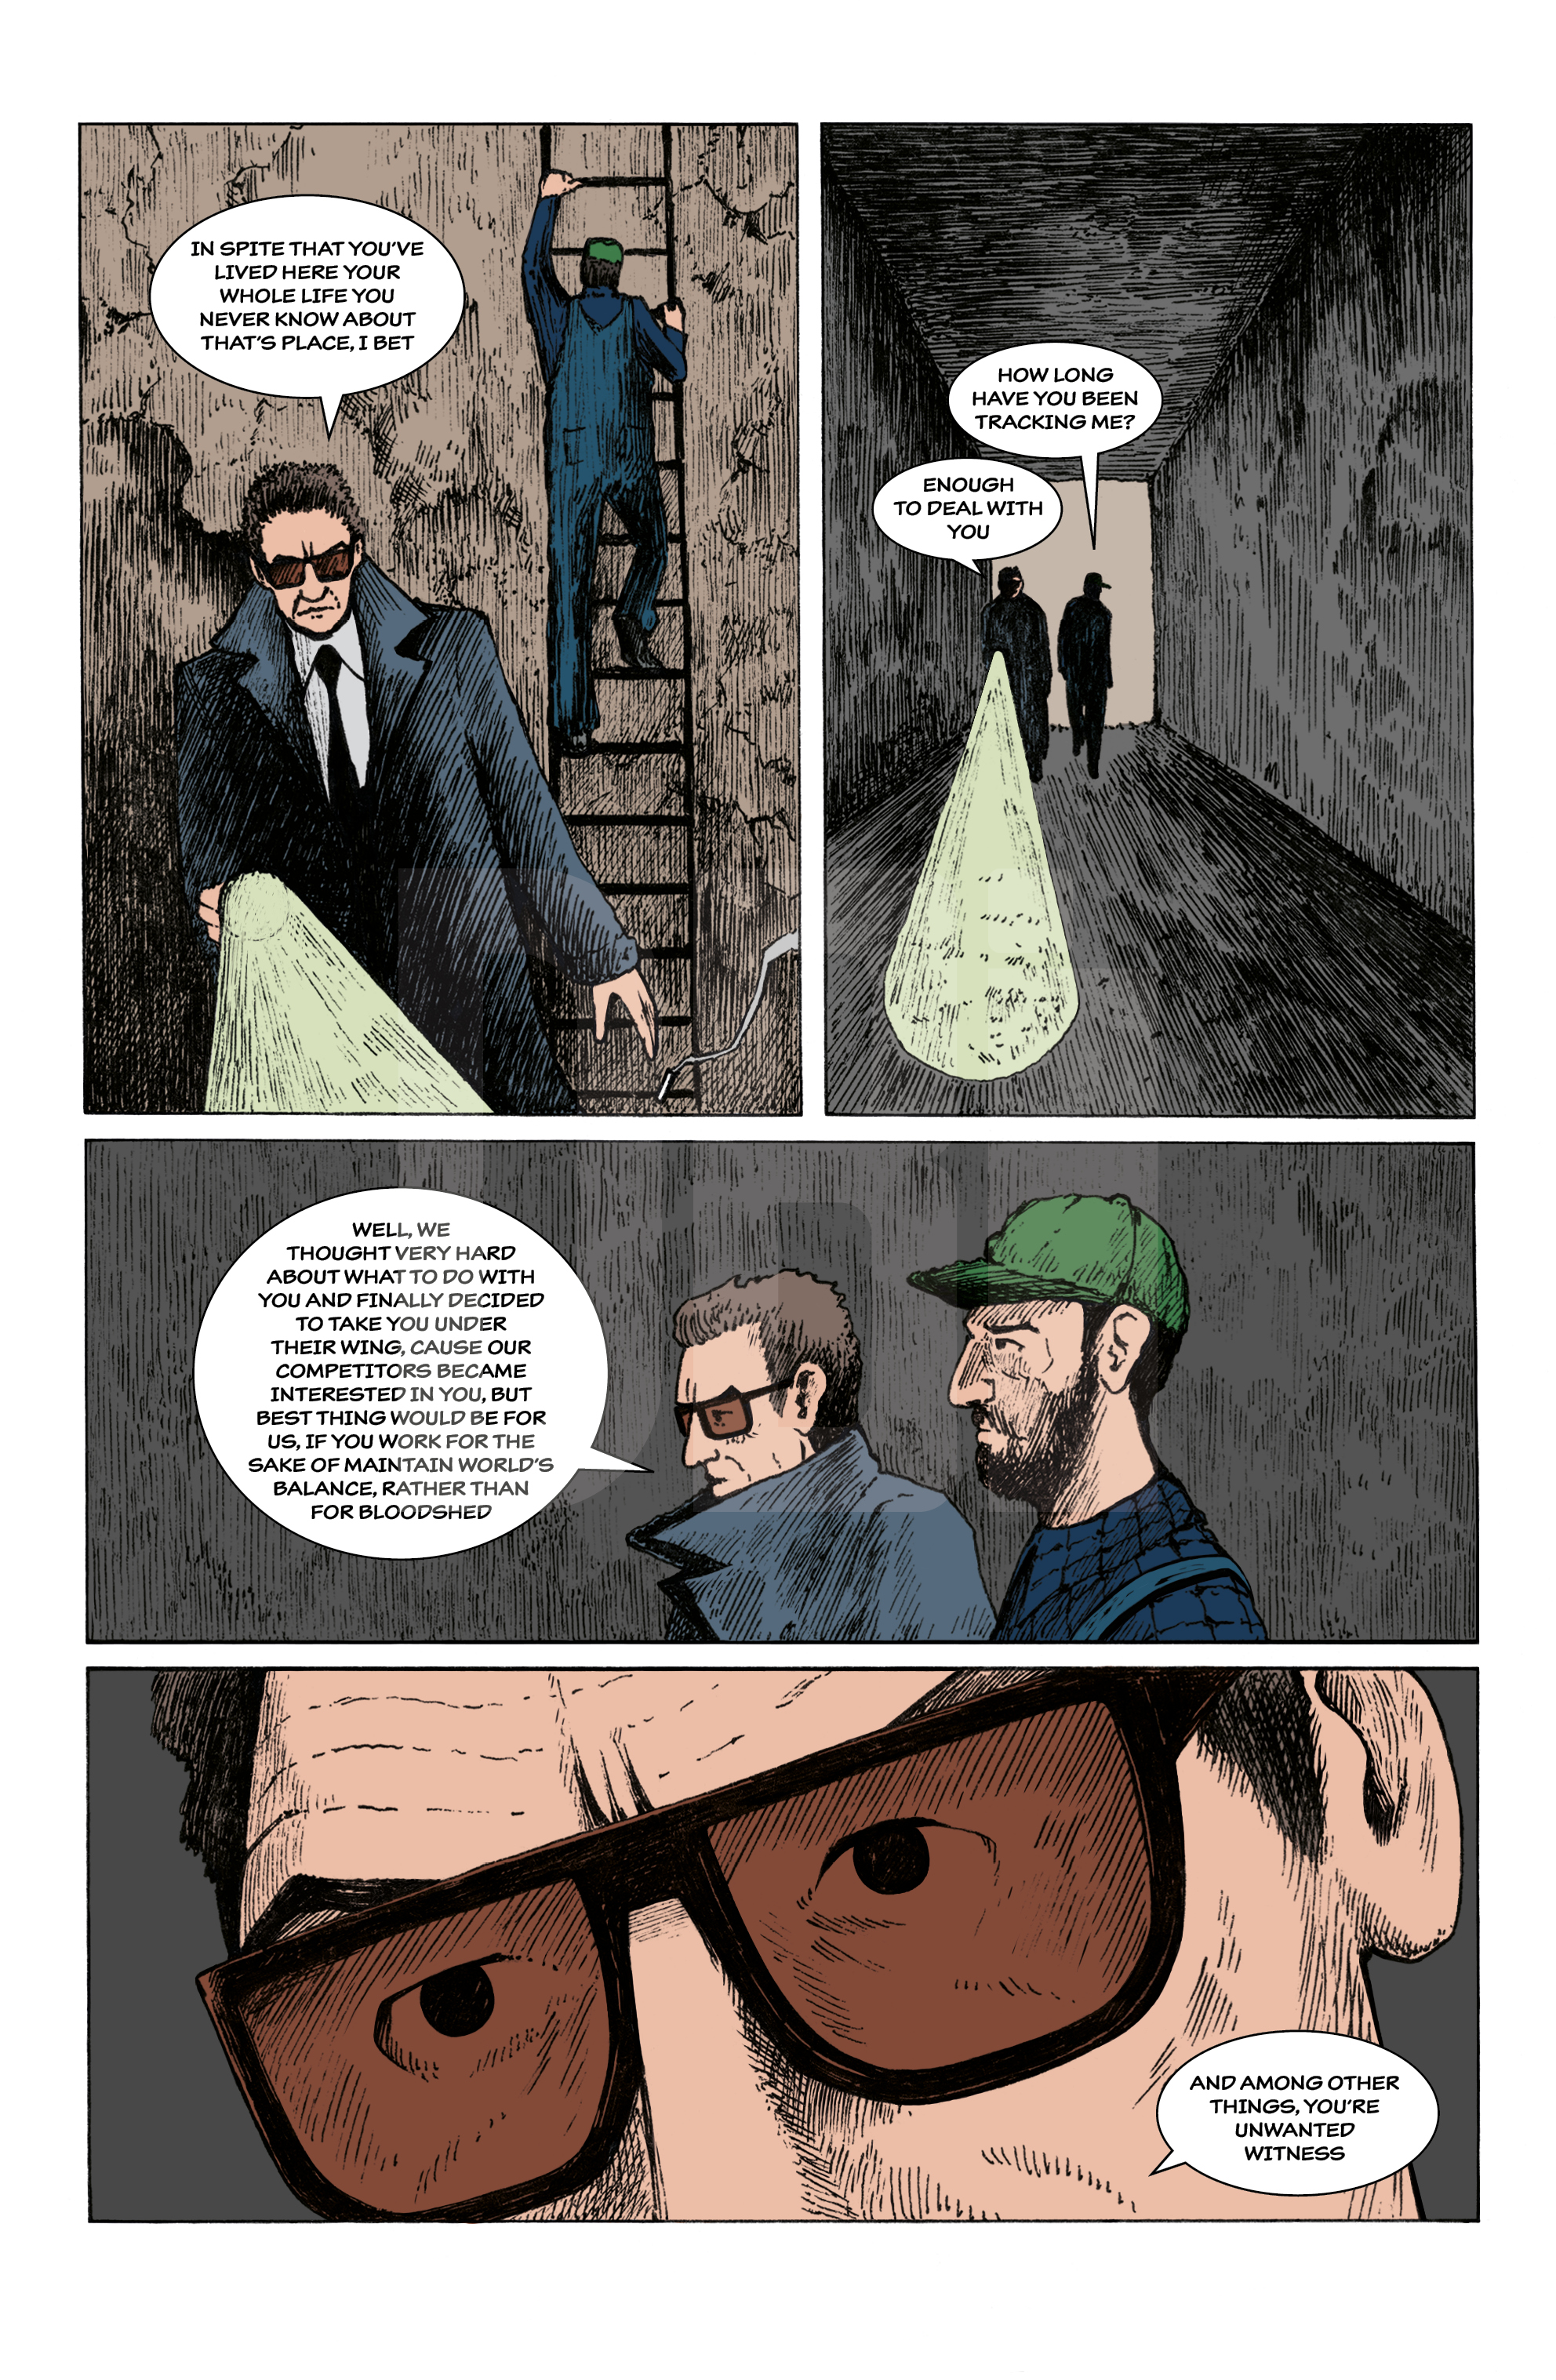 IN SPITE THAT YOU'VE
LIVED HERE YOUR
WHOLE LIFE YOU
NEVER KNOW ABOUT
THAT'S PLACE, I BET
HOW LONG
HAVE YOU BEEN
TRACKING ME?
ENOUGH
TO DEAL WITH
YOU
WELL, WE
THOUGHT VERY HARD
ABOUT WHAT TO DO WITH
YOU AND FINALLY DECIDED
TO TAKE YOU UNDER
THEIR WING, CAUSE OUR
COMPETITORS BECAME
INTERESTED IN YOU, BUT
BEST THING WOULD BE FOR
US, IF YOU WORK FOR THE
SAKE OF MAINTAIN WORLD'S
BALANCE, RATHER THAN
FOR BLOODSHED
AND AMONG OTHER
THINGS, YOU'RE
UNWANTED
WITNESS